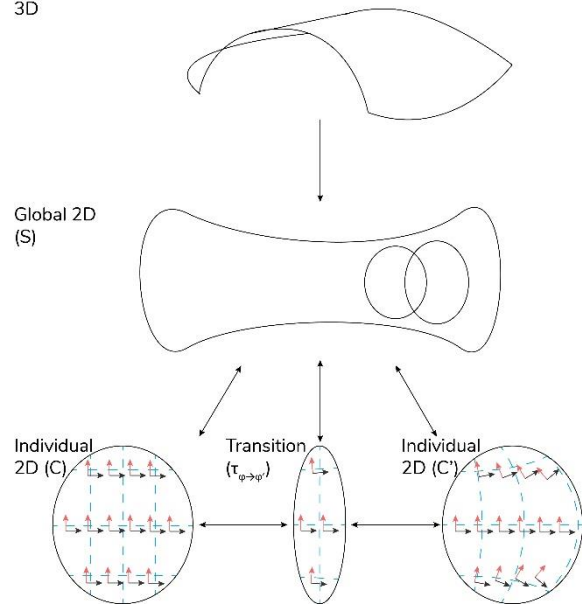 3D
Global 2D
(S)
Individual
2D (C)
Transition
(τφ→φ')
Individual
2D (C')